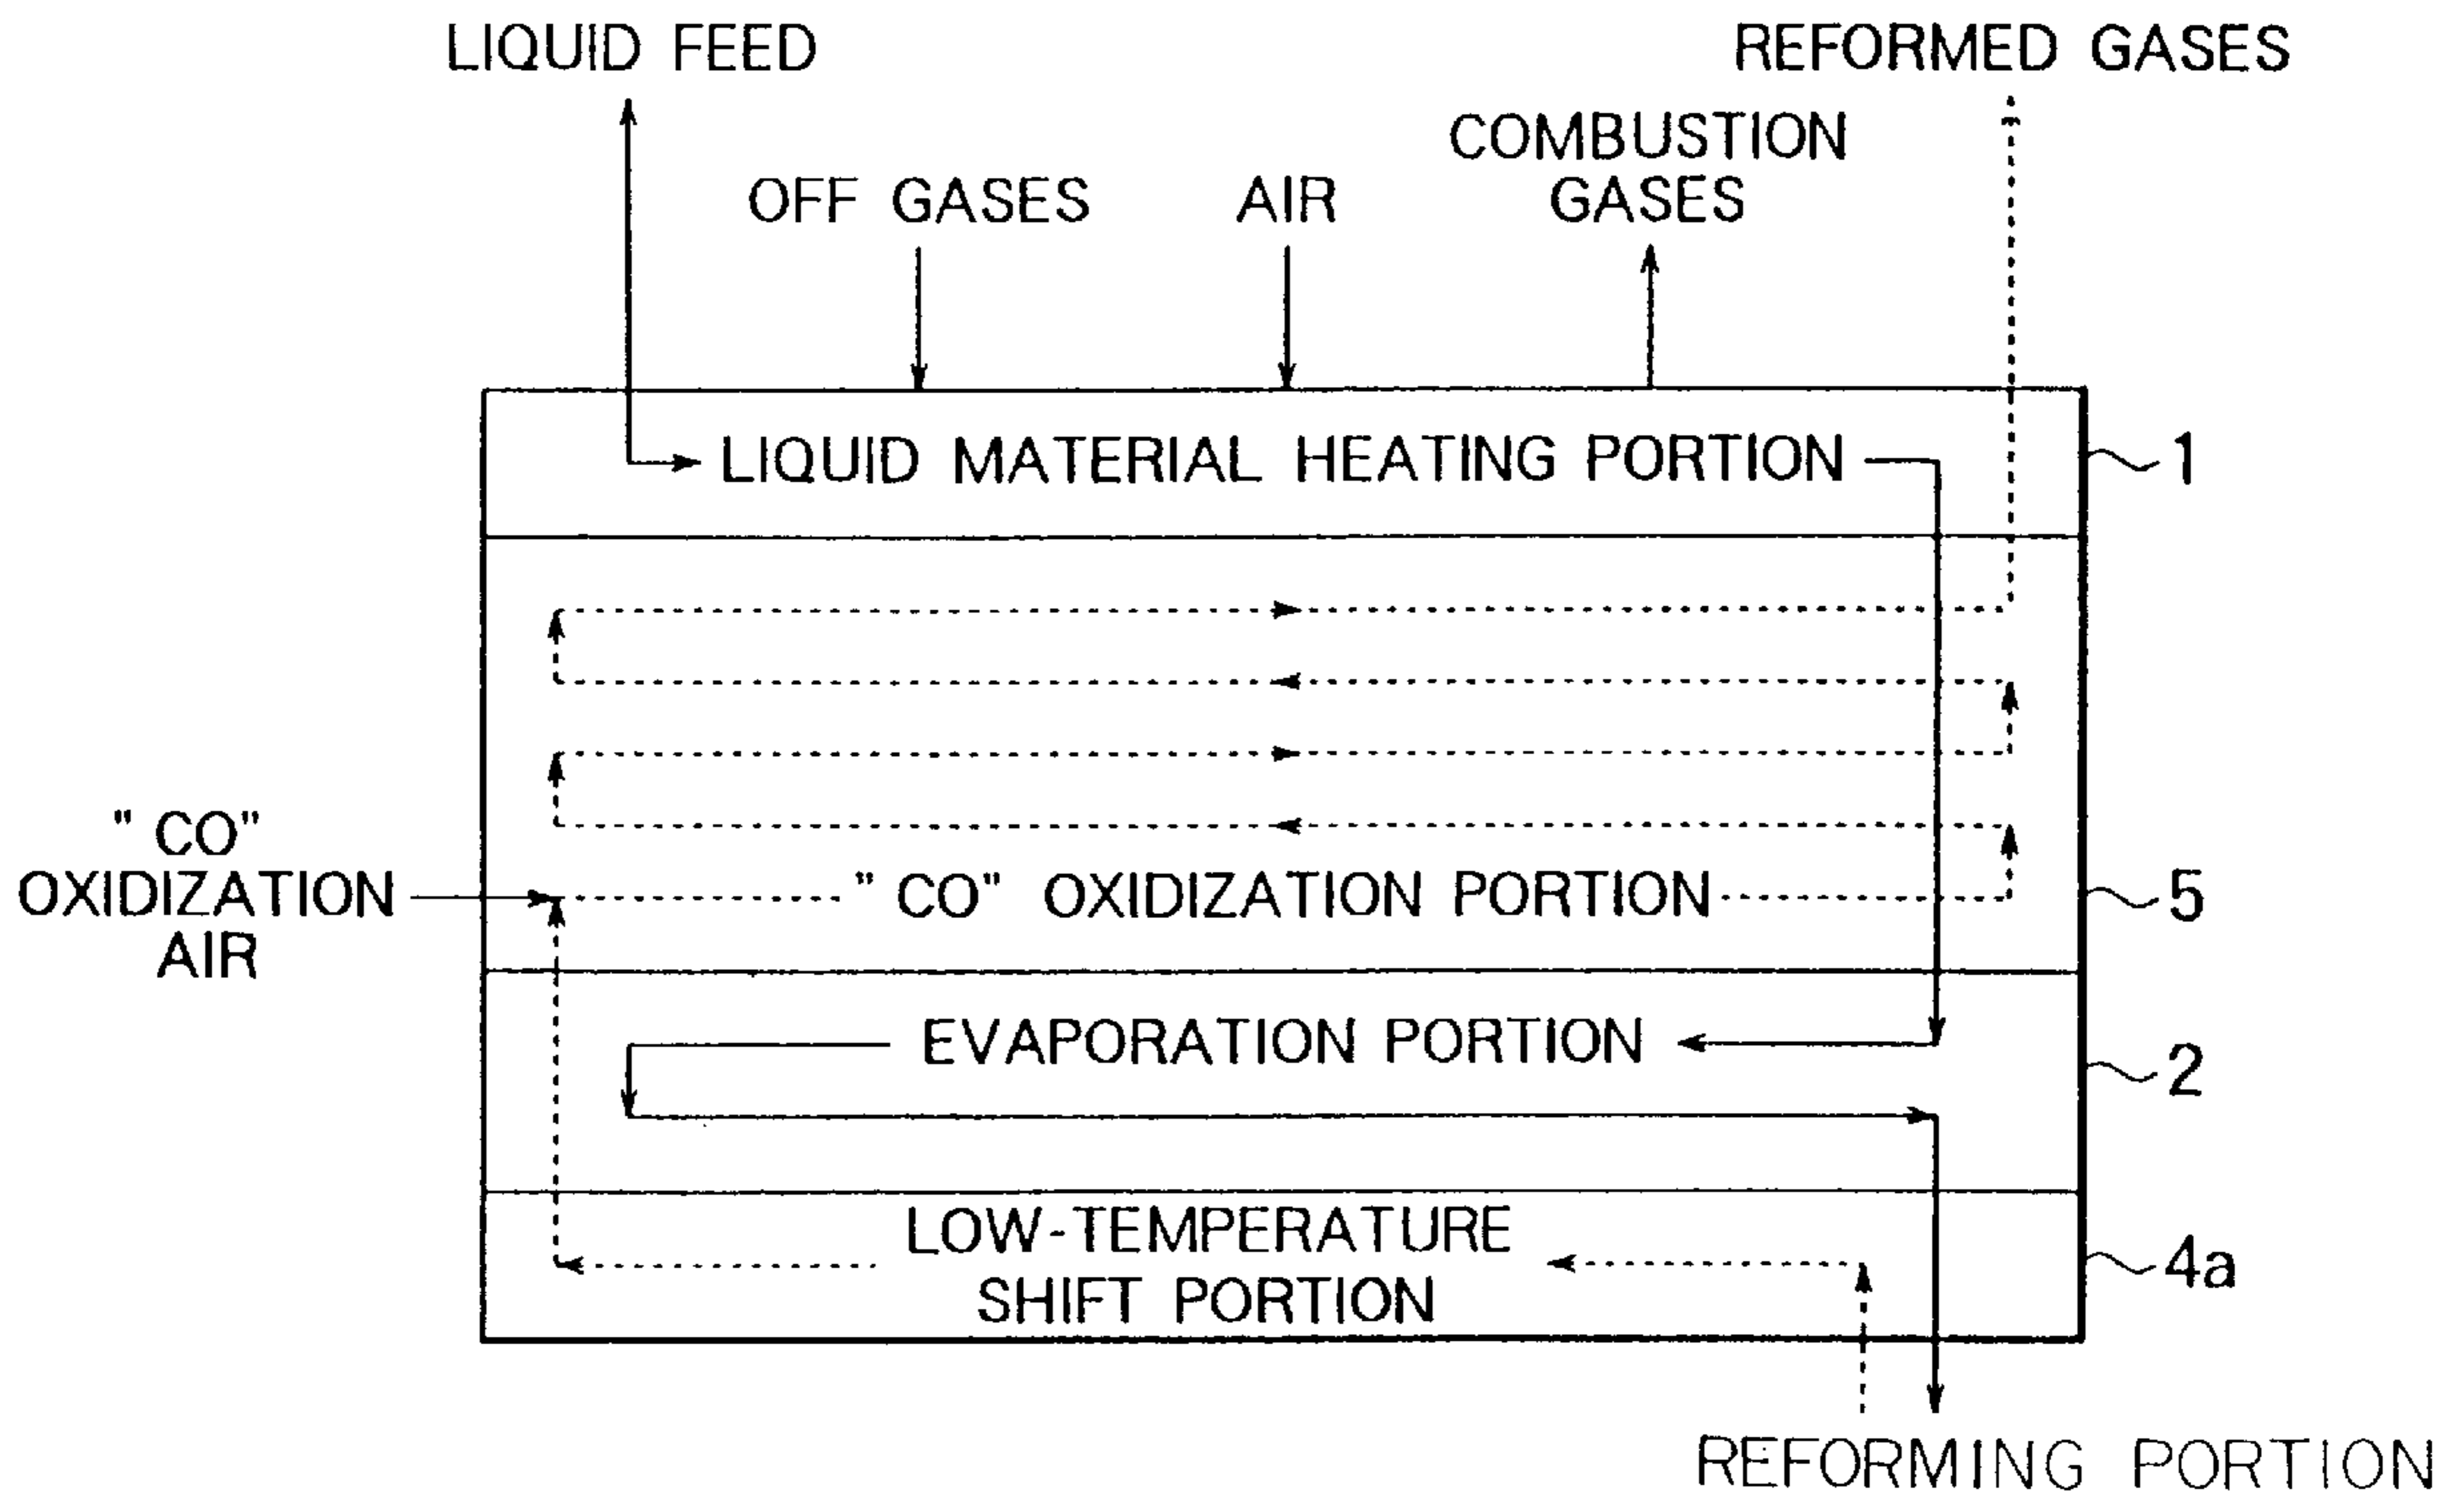 LIQUID FEED
REFORMED GASES
COMBUSTION
GASES
OFF GASES
AIR
LIQUID MATERIAL HEATING PORTION
1
"CO"
OXIDIZATION
AIR
"CO" OXIDIZATION PORTION
5
EVAPORATION PORTION
2
LOW-TEMPERATURE
SHIFT PORTION
4a
REFORMING PORTION